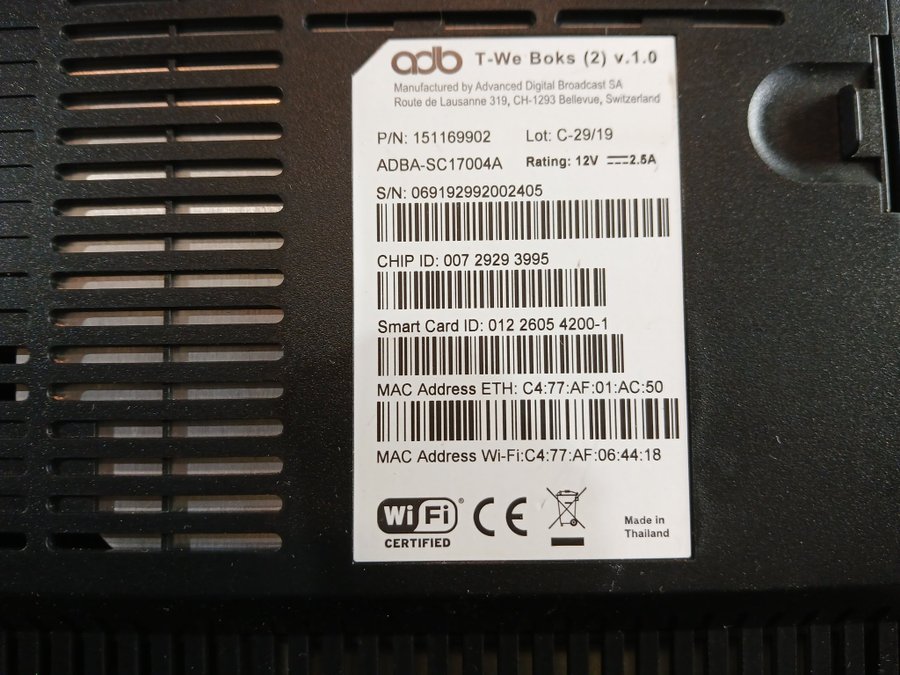 adb T-We Boks (2) v.1.0
Manufactured by Advanced Digital Broadcast SA
Route de Lausanne 319, CH-1293 Bellevue, Switzerland
P/N: 151169902 Lot: C-29/19
ADBA-SC17004A Rating: 12V 2.5A
S/N: 069192992002405
CHIP ID: 007 2929 3995
Smart Card ID: 012 2605 4200-1
MAC Address ETH: C4:77:AF:01:AC:50
MAC Address Wi-Fi:C4:77:AF:06:44:18
Wi Fi®
CERTIFIED
CE
Made in
Thailand